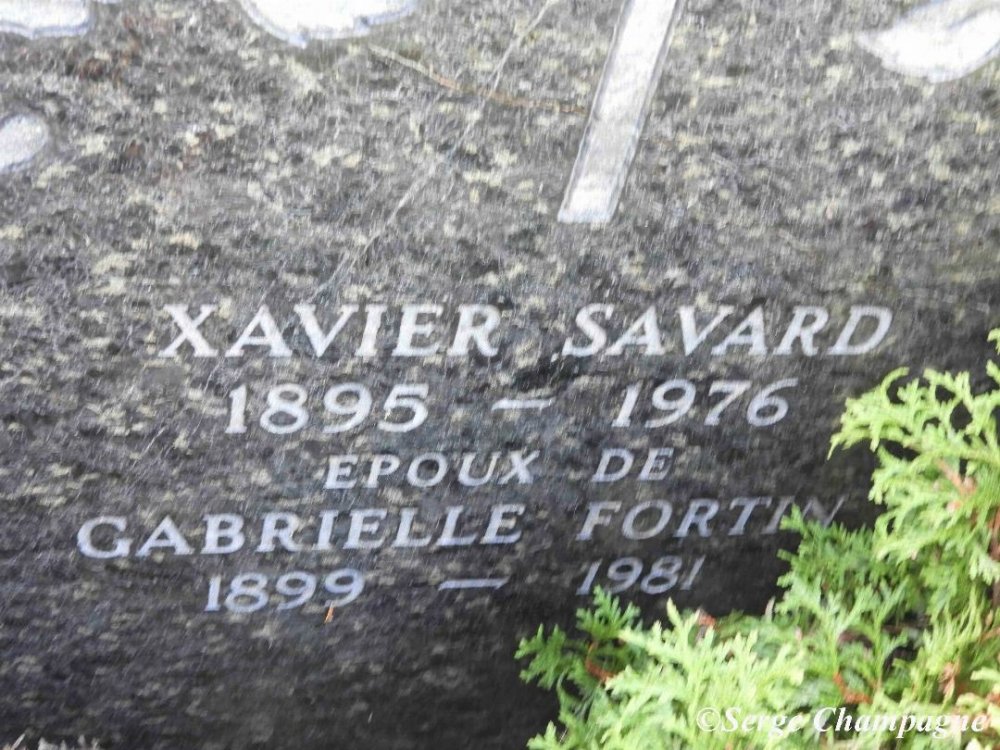 XAVIER SAVARD
1895 – 1976
EPOUX DE
GABRIELLE FORTIN
1899 – 1981
©Serge Champagne